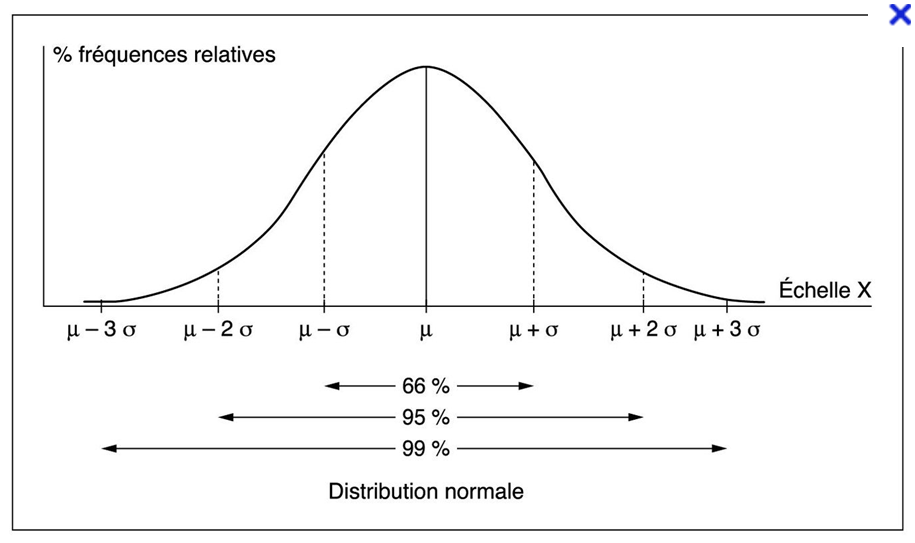 % fréquences relatives
Échelle X
μ – 3 σ μ – 2 σ μ – σ μ μ + σ μ + 2 σ μ + 3 σ
66 %
95 %
99 %
Distribution normale